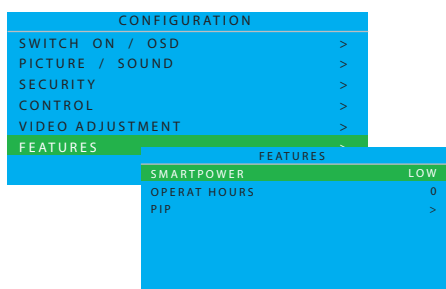 CONFIGURATION
SWITCH ON / OSD >
PICTURE / SOUND >
SECURITY >
CONTROL >
VIDEO ADJUSTMENT >
FEATURES >
FEATURES
SMARTPOWER LOW
OPERAT HOURS 0
PIP >